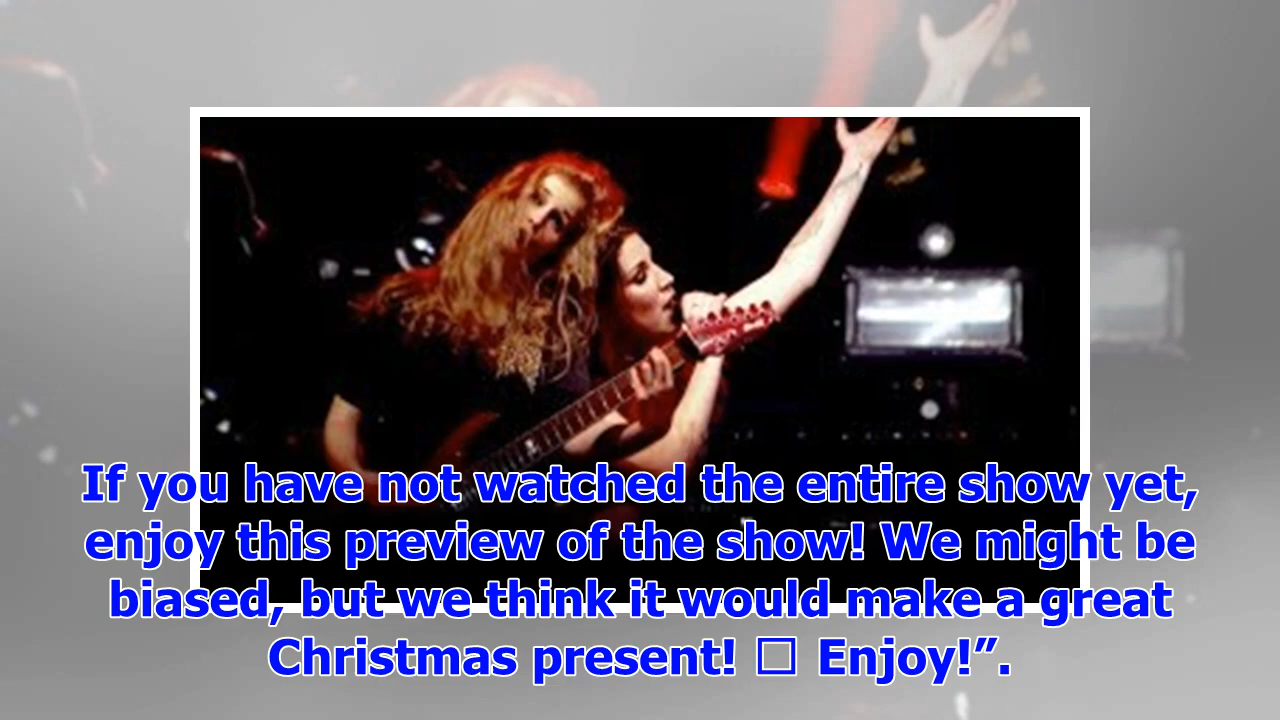 If you have not watched the entire show yet,
enjoy this preview of the show! We might be
biased, but we think it would make a great
Christmas present! □ Enjoy!”.